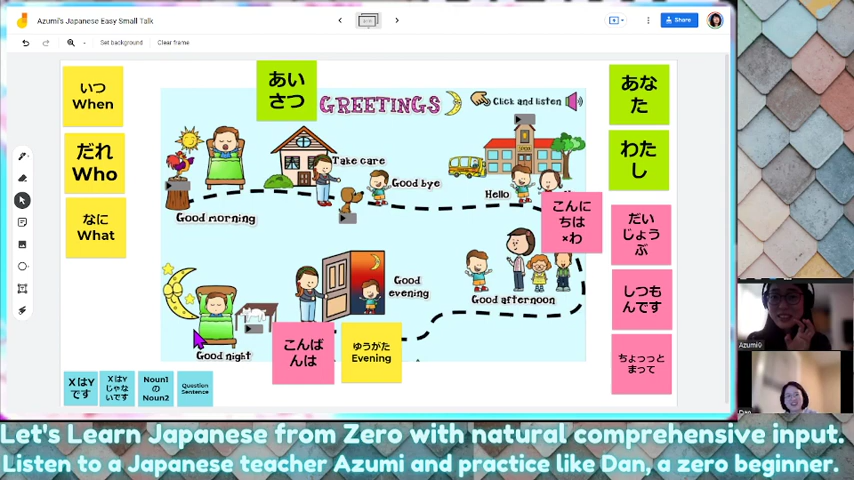 Azumi's Japanese Easy Small Talk
Share
Set background
Clear frame
いつ
When
だれ
Who
なに
What
あい
さつ
GREETINGS
Click and listen
Good morning
Take care
Good bye
Hello
こんに
ちは
×わ
Good afternoon
Good
evening
Good night
こんば
んは
ゆうがた
Evening
あな
た
わた
し
だい
じょう
ぶ
しつも
んです
ちょっっと
まって
XはY
です
XはY
じゃな
いです
Noun1
の
Noun2
Question
Sentence
Azumi
Dan
Let's Learn Japanese from Zero with natural comprehensive input.
Listen to a Japanese teacher Azumi and practice like Dan, a zero beginner.